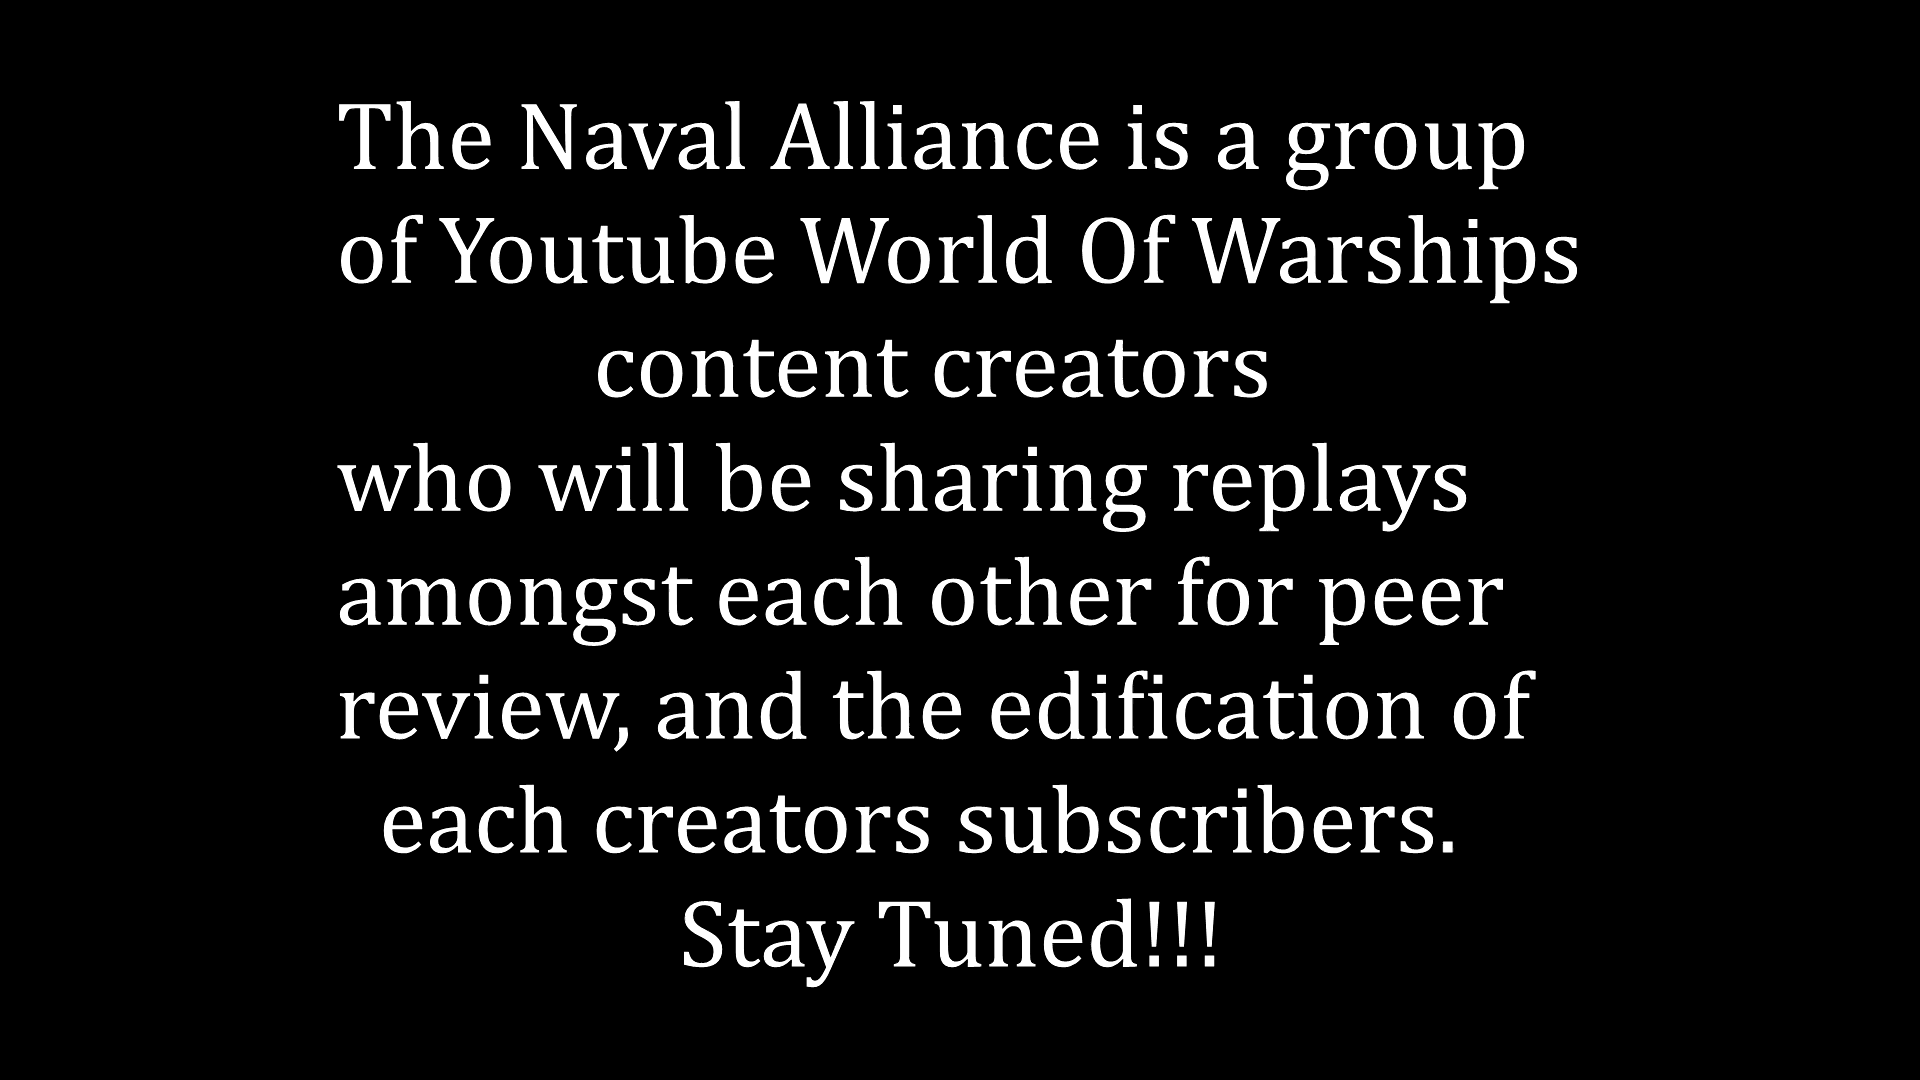 The Naval Alliance is a group
of Youtube World Of Warships
content creators
who will be sharing replays
amongst each other for peer
review, and the edification of
each creators subscribers.
Stay Tuned!!!